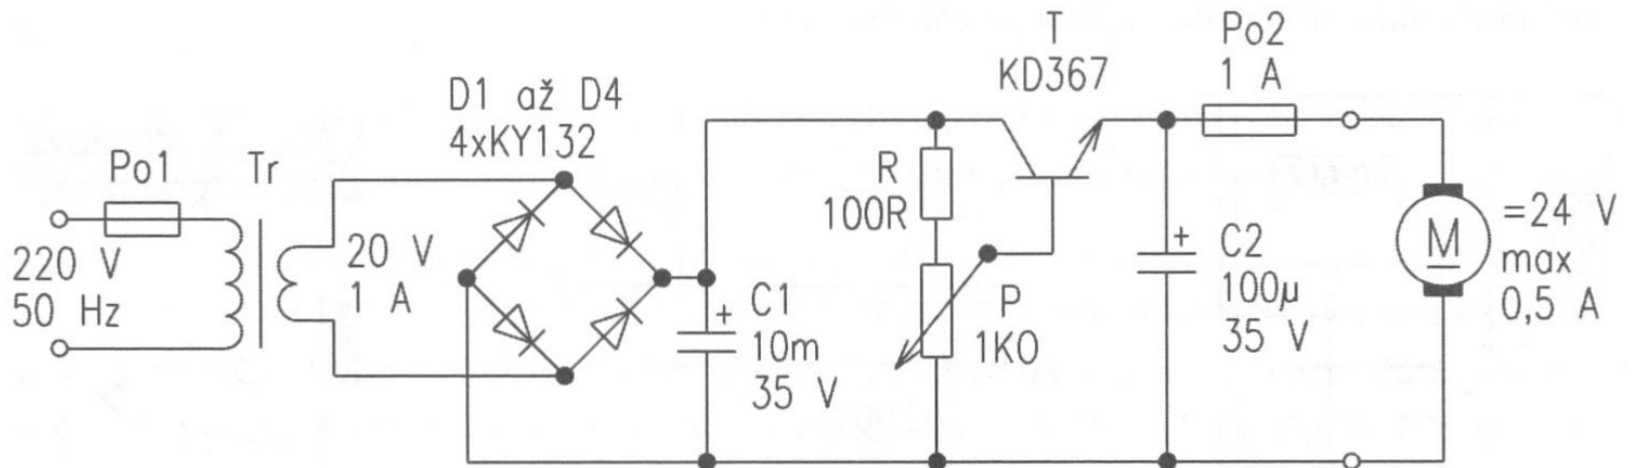 Po1
Tr
220 V
50 Hz
20 V
1 A
D1 až D4
4xKY132
C1
+
10m
35 V
R
100R
P
1K0
T
KD367
Po2
1 A
+
C2
100µ
35 V
M
=24 V
max
0,5 A